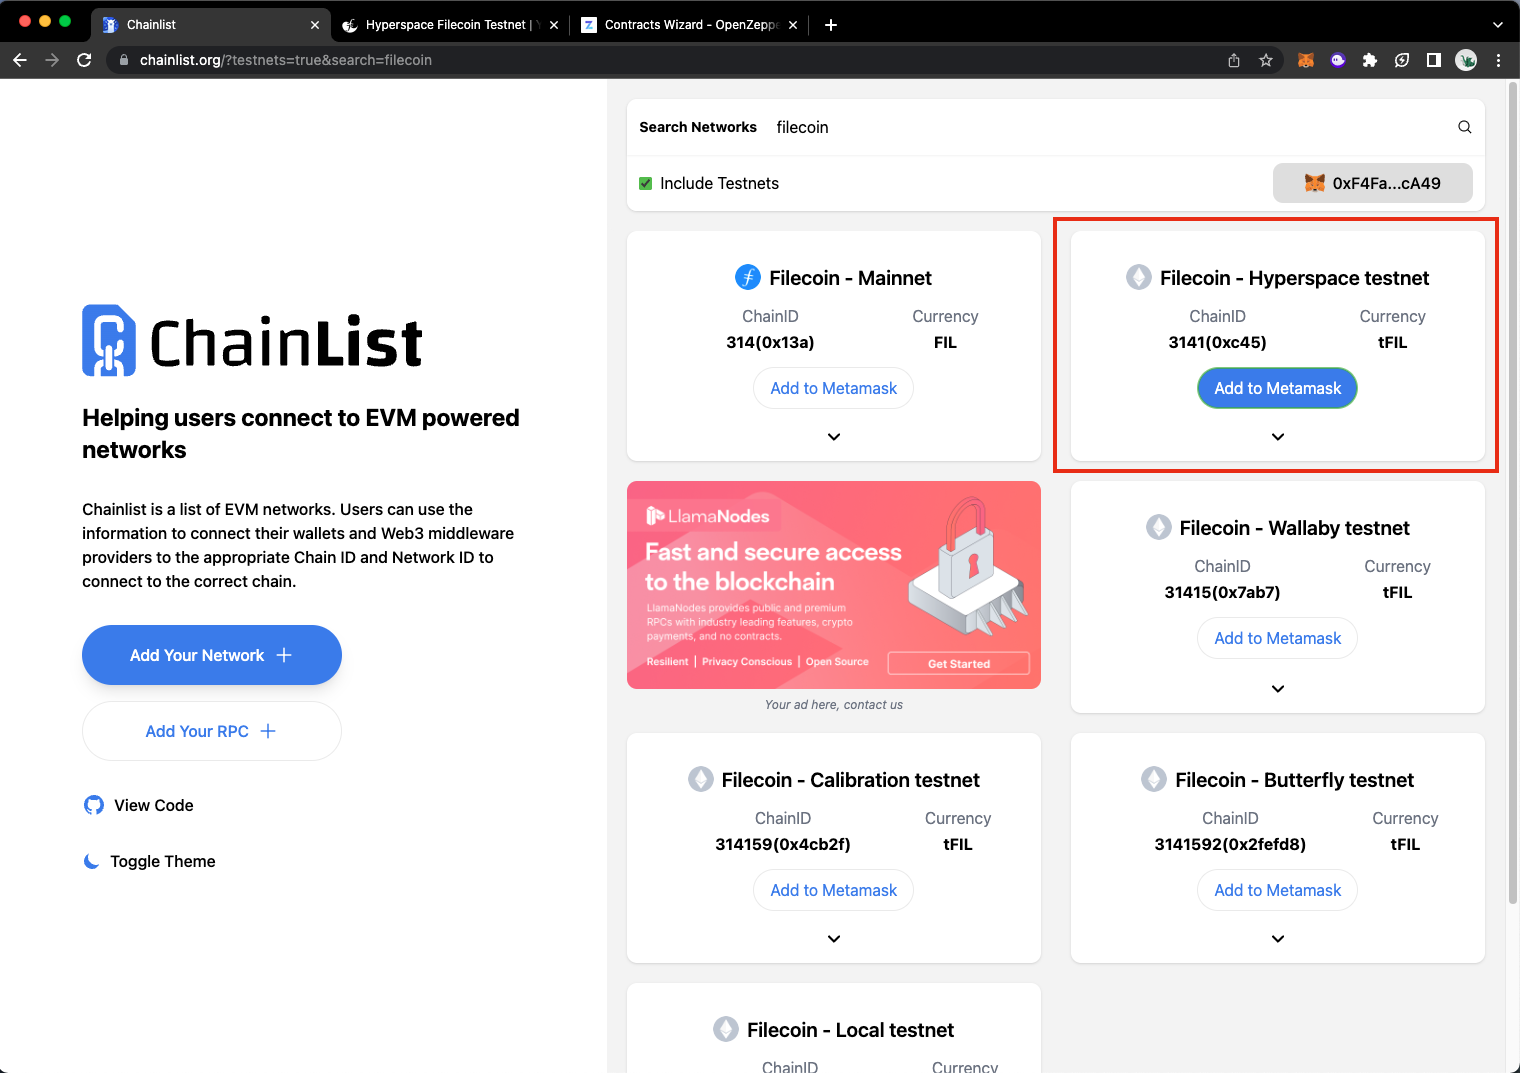 Chainlist
Hyperspace Filecoin Testnet |
Contracts Wizard - OpenZeppe
chainlist.org/?testnets=true&search=filecoin
ChainList
Helping users connect to EVM powered
networks
Chainlist is a list of EVM networks. Users can use the
information to connect their wallets and Web3 middleware
providers to the appropriate Chain ID and Network ID to
connect to the correct chain.
Add Your Network
Add Your RPC
View Code
Toggle Theme
Search Networks filecoin
Include Testnets
0xF4Fa...cA49
Filecoin - Mainnet
ChainID Currency
314(0x13a) FIL
Add to Metamask
Filecoin - Hyperspace testnet
ChainID Currency
3141(0xc45) tFIL
Add to Metamask
LlamaNodes
Fast and secure access
to the blockchain
LlamaNodes provides public and premium
RPCs with industry leading features, crypto
payments, and no contracts.
Resilient | Privacy Conscious | Open Source
Get Started
Your ad here, contact us
Filecoin - Wallaby testnet
ChainID Currency
31415(0x7ab7) tFIL
Add to Metamask
Filecoin - Calibration testnet
ChainID Currency
314159(0x4cb2f) tFIL
Add to Metamask
Filecoin - Butterfly testnet
ChainID Currency
3141592(0x2fefd8) tFIL
Add to Metamask
Filecoin - Local testnet
ChainID Currency